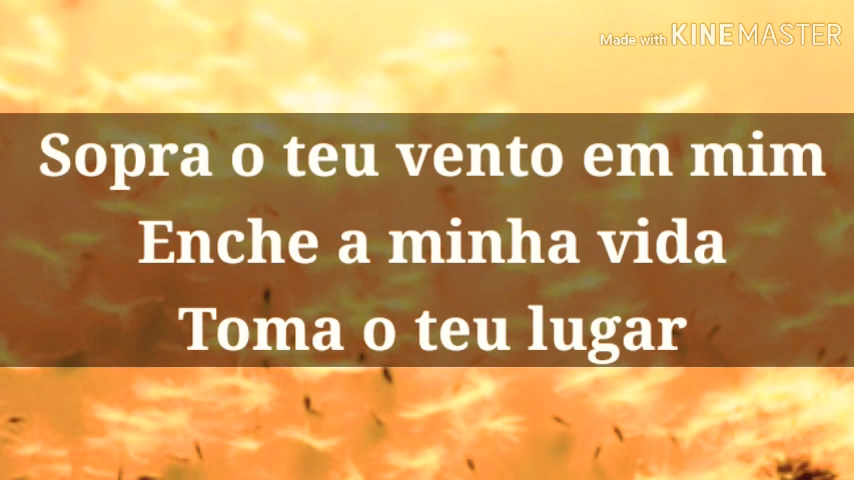 Made with KINEMASTER
Sopra o teu vento em mim
Enche a minha vida
Toma o teu lugar